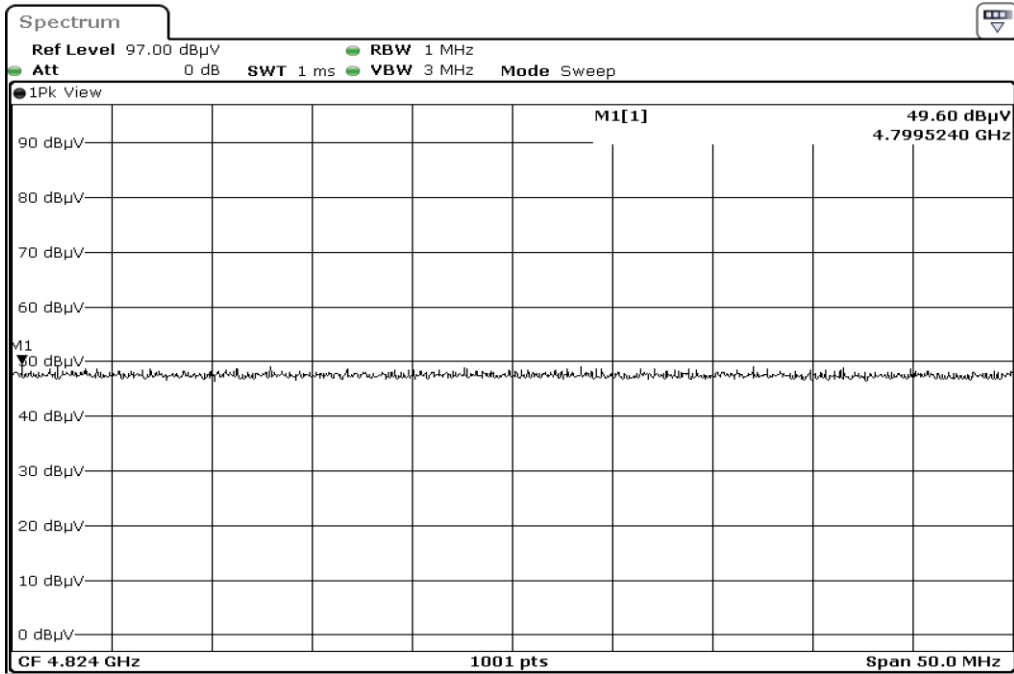 Spectrum
Ref Level 97.00 dBµV RBW 1 MHz
Att 0 dB SWT 1 ms VBW 3 MHz Mode Sweep
1Pk View
M1[1] 49.60 dBµV
4.7995240 GHz
90 dBµV
80 dBµV
70 dBµV
60 dBµV
M1
50 dBµV
40 dBµV
30 dBµV
20 dBµV
10 dBµV
0 dBµV
CF 4.824 GHz 1001 pts Span 50.0 MHz